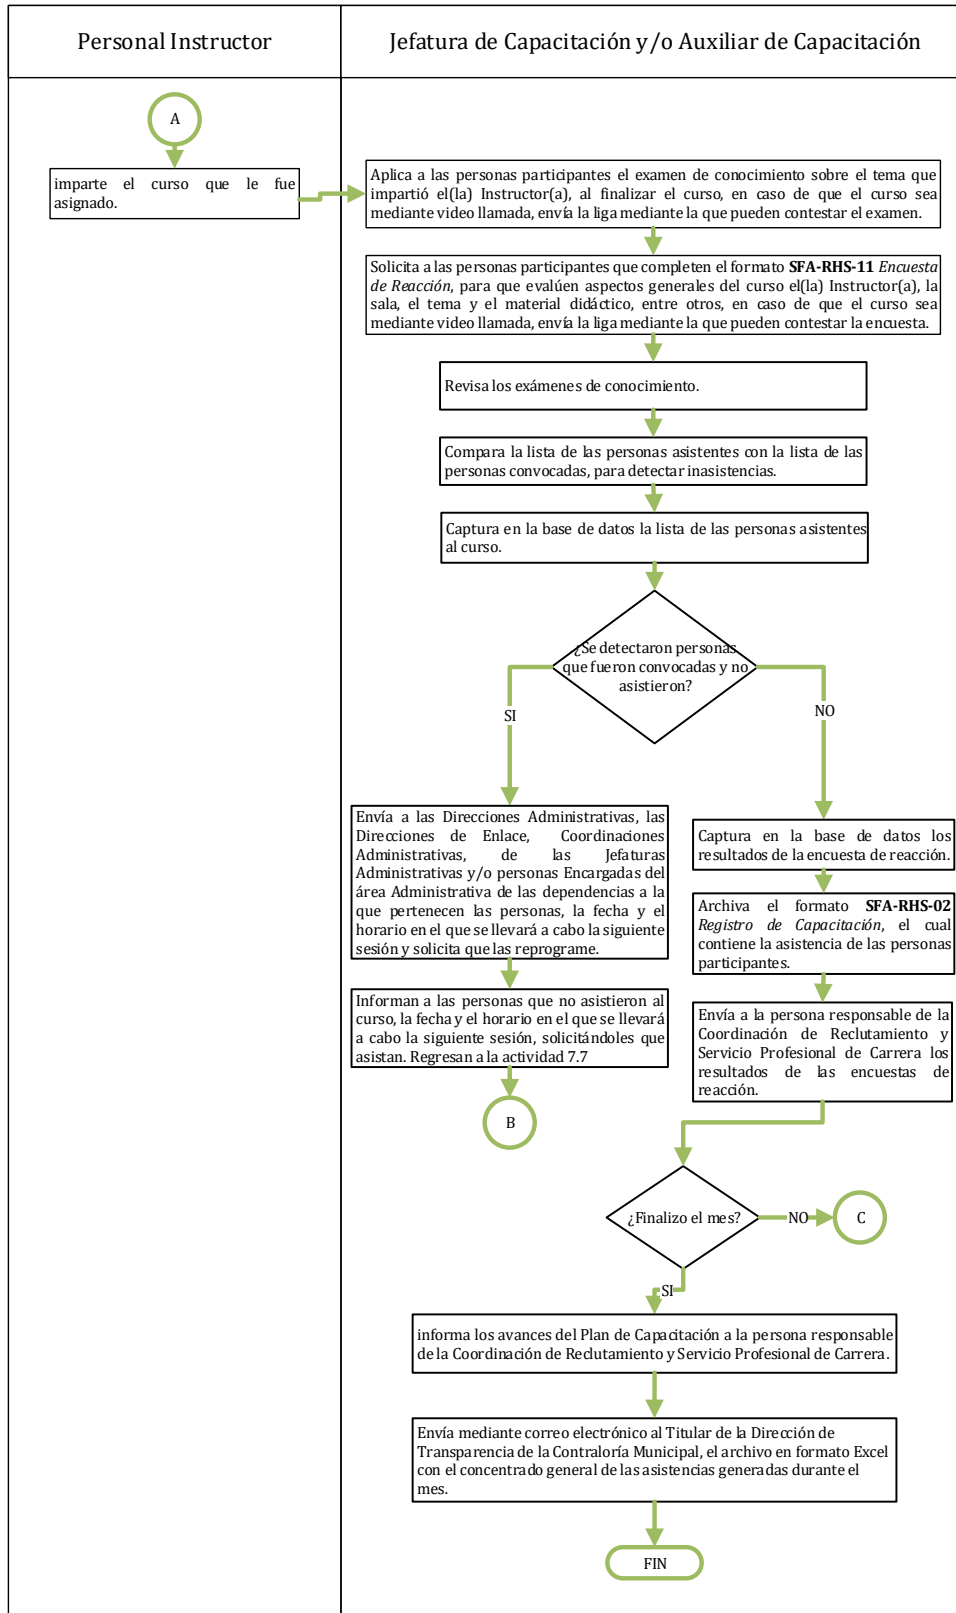 Personal Instructor
Jefatura de Capacitación y/o Auxiliar de Capacitación
A
imparte el curso que le fue
asignado.
Aplica a las personas participantes el examen de conocimiento sobre el tema que
impartió el(la) Instructor(a), al finalizar el curso, en caso de que el curso sea
mediante video llamada, envía la liga mediante la que pueden contestar el examen.
Solicita a las personas participantes que completen el formato SFA-RHS-11 Encuesta
de Reacción, para que evalúen aspectos generales del curso el(la) Instructor(a), la
sala, el tema y el material didáctico, entre otros, en caso de que el curso sea
mediante video llamada, envía la liga mediante la que pueden contestar la encuesta.
Revisa los exámenes de conocimiento.
Compara la lista de las personas asistentes con la lista de las
personas convocadas, para detectar inasistencias.
Captura en la base de datos la lista de las personas asistentes
al curso.
¿Se detectaron personas
que fueron convocadas y no
asistieron?
SI
NO
Envía a las Direcciones Administrativas, las
Direcciones de Enlace, Coordinaciones
Administrativas, de las Jefaturas
Administrativas y/o personas Encargadas del
área Administrativa de las dependencias a la
que pertenecen las personas, la fecha y el
horario en el que se llevará a cabo la siguiente
sesión y solicita que las reprograme.
Informan a las personas que no asistieron al
curso, la fecha y el horario en el que se llevará
a cabo la siguiente sesión, solicitándoles que
asistan. Regresan a la actividad 7.7
B
Captura en la base de datos los
resultados de la encuesta de reacción.
Archiva el formato SFA-RHS-02
Registro de Capacitación, el cual
contiene la asistencia de las personas
participantes.
Envía a la persona responsable de la
Coordinación de Reclutamiento y
Servicio Profesional de Carrera los
resultados de las encuestas de
reacción.
¿Finalizo el mes?
NO
C
SI
informa los avances del Plan de Capacitación a la persona responsable
de la Coordinación de Reclutamiento y Servicio Profesional de Carrera.
Envía mediante correo electrónico al Titular de la Dirección de
Transparencia de la Contraloría Municipal, el archivo en formato Excel
con el concentrado general de las asistencias generadas durante el
mes.
FIN